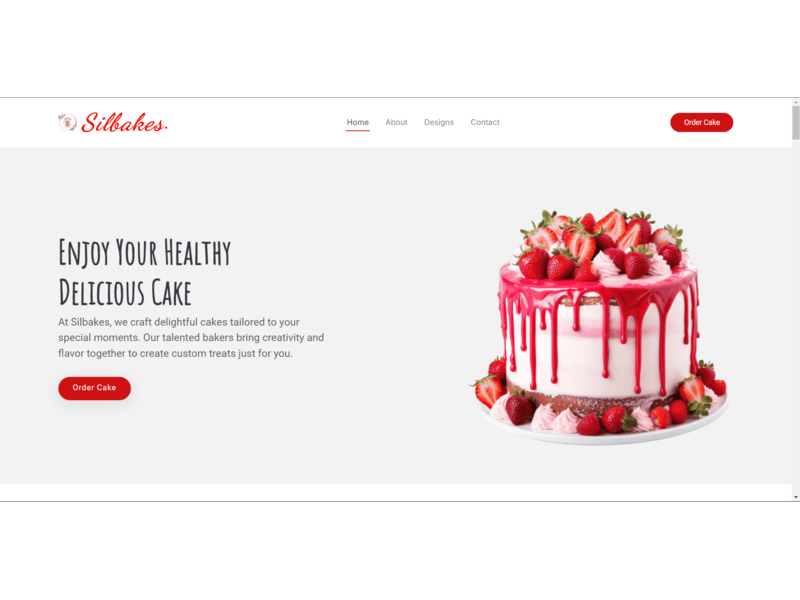 Silbakes.
Home About Designs Contact
Order Cake
Enjoy Your Healthy
Delicious Cake
At Silbakes, we craft delightful cakes tailored to your
special moments. Our talented bakers bring creativity and
flavor together to create custom treats just for you.
Order Cake